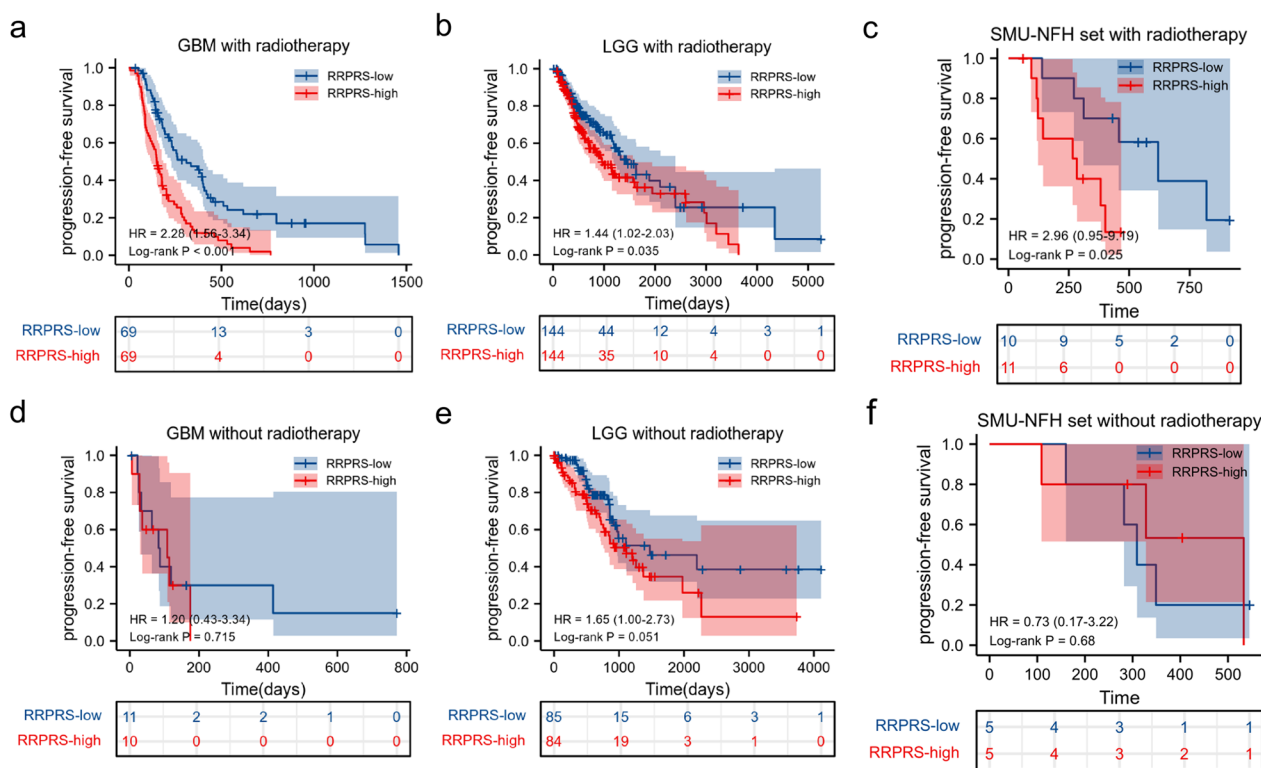 a
GBM with radiotherapy
RRPRS-low
RRPRS-high
progression-free survival
1.0
0.8
0.6
0.4
0.2
0.0
HR = 2.28 (1.56-3.34)
Log-rank P < 0.001
0 500 1000 1500
Time(days)
RRPRS-low 69 13 3 0
RRPRS-high 69 4 0 0
b
LGG with radiotherapy
RRPRS-low
RRPRS-high
progression-free survival
1.0
0.8
0.6
0.4
0.2
0.0
HR = 1.44 (1.02-2.03)
Log-rank P = 0.035
0 1000 2000 3000 4000 5000
Time(days)
RRPRS-low 144 44 12 4 3 1
RRPRS-high 144 35 10 4 0 0
c
SMU-NFH set with radiotherapy
RRPRS-low
RRPRS-high
progression-free survival
1.0
0.8
0.6
0.4
0.2
0.0
HR = 2.96 (0.95-9.19)
Log-rank P = 0.025
0 250 500 750
Time
RRPRS-low 10 9 5 2 0
RRPRS-high 11 6 0 0 0
d
GBM without radiotherapy
RRPRS-low
RRPRS-high
progression-free survival
1.0
0.8
0.6
0.4
0.2
0.0
HR = 1.20 (0.43-3.34)
Log-rank P = 0.715
0 200 400 600 800
Time(days)
RRPRS-low 11 2 2 1 0
RRPRS-high 10 0 0 0 0
e
LGG without radiotherapy
RRPRS-low
RRPRS-high
progression-free survival
1.0
0.8
0.6
0.4
0.2
0.0
HR = 1.65 (1.00-2.73)
Log-rank P = 0.051
0 1000 2000 3000 4000
Time(days)
RRPRS-low 85 15 6 3 1
RRPRS-high 84 19 3 1 0
f
SMU-NFH set without radiotherapy
RRPRS-low
RRPRS-high
progression-free survival
1.0
0.8
0.6
0.4
0.2
0.0
HR = 0.73 (0.17-3.22)
Log-rank P = 0.68
0 100 200 300 400 500
Time
RRPRS-low 5 4 3 1 1
RRPRS-high 5 4 3 2 1